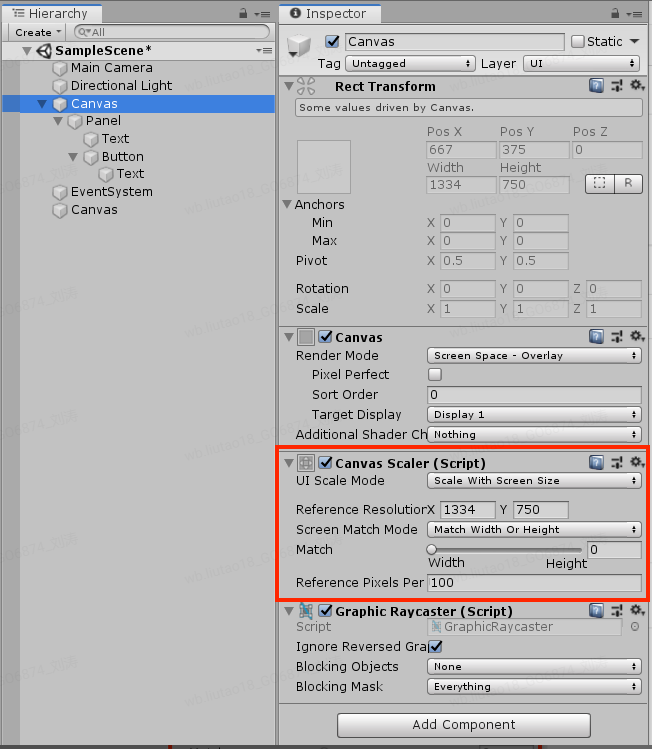 Hierarchy
Create
All
SampleScene*
Main Camera
Directional Light
Canvas
Panel
Text
Button
Text
EventSystem
Canvas
Inspector
Canvas
Static
Tag Untagged Layer UI
Rect Transform
Some values driven by Canvas.
Pos X Pos Y Pos Z
667 375 0
Width Height
1334 750 R
Anchors
Min X 0 Y 0
Max X 0 Y 0
Pivot X 0.5 Y 0.5
Rotation X 0 Y 0 Z 0
Scale X 1 Y 1 Z 1
Canvas
Render Mode Screen Space - Overlay
Pixel Perfect
Sort Order 0
Target Display Display 1
Additional Shader Ch Nothing
Canvas Scaler (Script)
UI Scale Mode Scale With Screen Size
Reference Resolution X 1334 Y 750
Screen Match Mode Match Width Or Height
Match 0
Width Height
Reference Pixels Per 100
Graphic Raycaster (Script)
Script GraphicRaycaster
Ignore Reversed Gra
Blocking Objects None
Blocking Mask Everything
Add Component